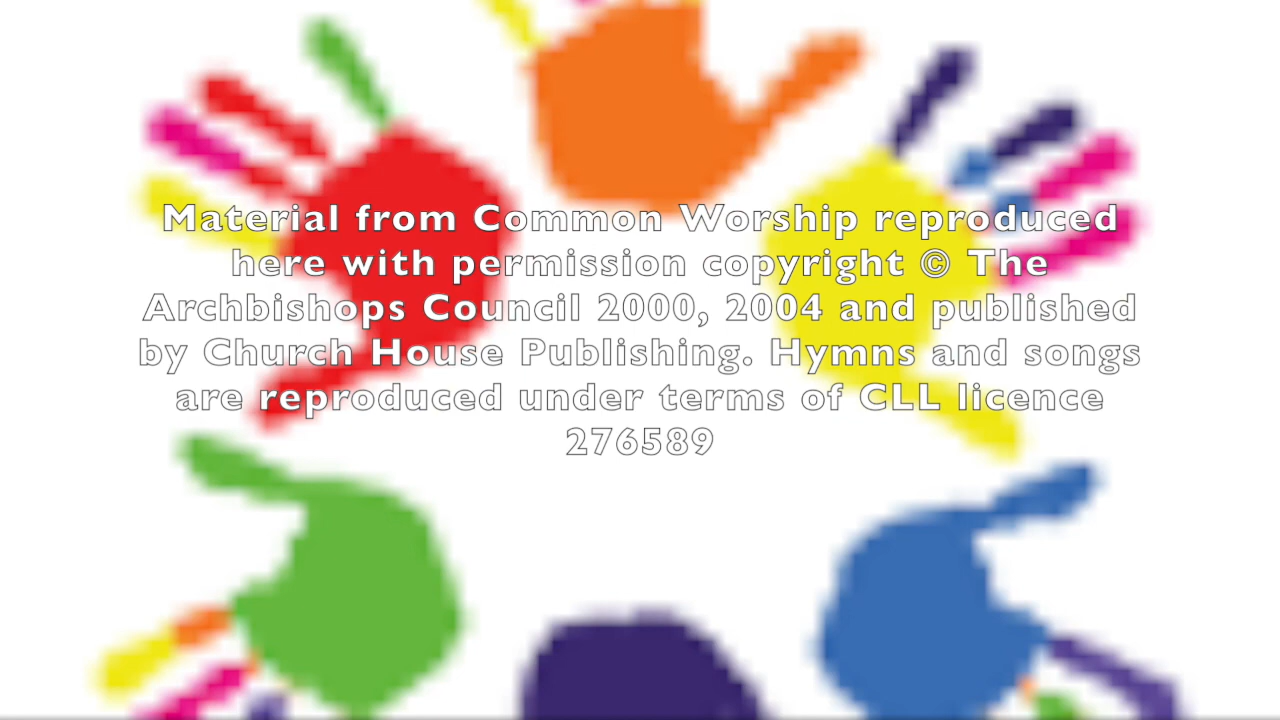 Material from Common Worship reproduced
here with permission copyright © The
Archbishops Council 2000, 2004 and published
by Church House Publishing. Hymns and songs
are reproduced under terms of CLL licence
276589